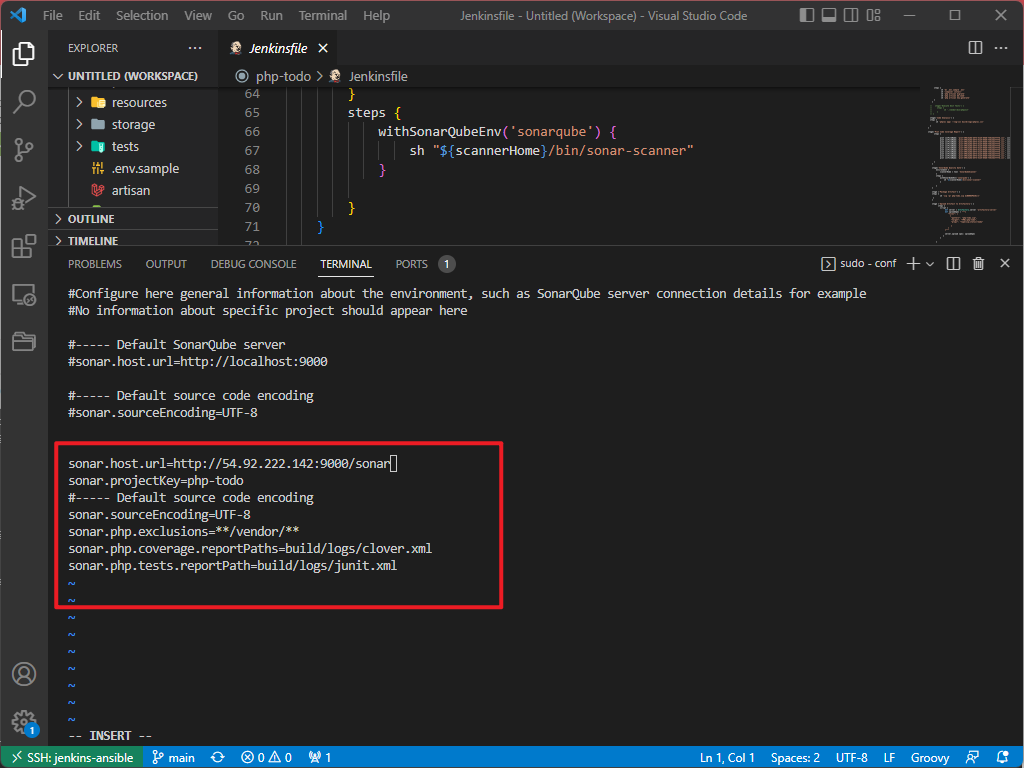 File Edit Selection View Go Run Terminal Help Jenkinsfile - Untitled (Workspace) - Visual Studio Code
EXPLORER
Jenkinsfile
UNTITLED (WORKSPACE)
php-todo > Jenkinsfile
resources
storage
tests
.env.sample
artisan
OUTLINE
TIMELINE
64 }
65 steps {
66 withSonarQubeEnv('sonarqube') {
67 sh "${scannerHome}/bin/sonar-scanner"
68 }
69
70 }
71 }
72
PROBLEMS OUTPUT DEBUG CONSOLE TERMINAL PORTS 1 sudo - conf
#Configure here general information about the environment, such as SonarQube server connection details for example
#No information about specific project should appear here
#----- Default SonarQube server
#sonar.host.url=http://localhost:9000
#----- Default source code encoding
#sonar.sourceEncoding=UTF-8
sonar.host.url=http://54.92.222.142:9000/sonar
sonar.projectKey=php-todo
#----- Default source code encoding
sonar.sourceEncoding=UTF-8
sonar.php.exclusions=**/vendor/**
sonar.php.coverage.reportPaths=build/logs/clover.xml
sonar.php.tests.reportPath=build/logs/junit.xml
~
~
~
~
~
~
~
~
~
-- INSERT --
1
SSH: jenkins-ansible main 0 0 1 Ln 1, Col 1 Spaces: 2 UTF-8 LF Groovy